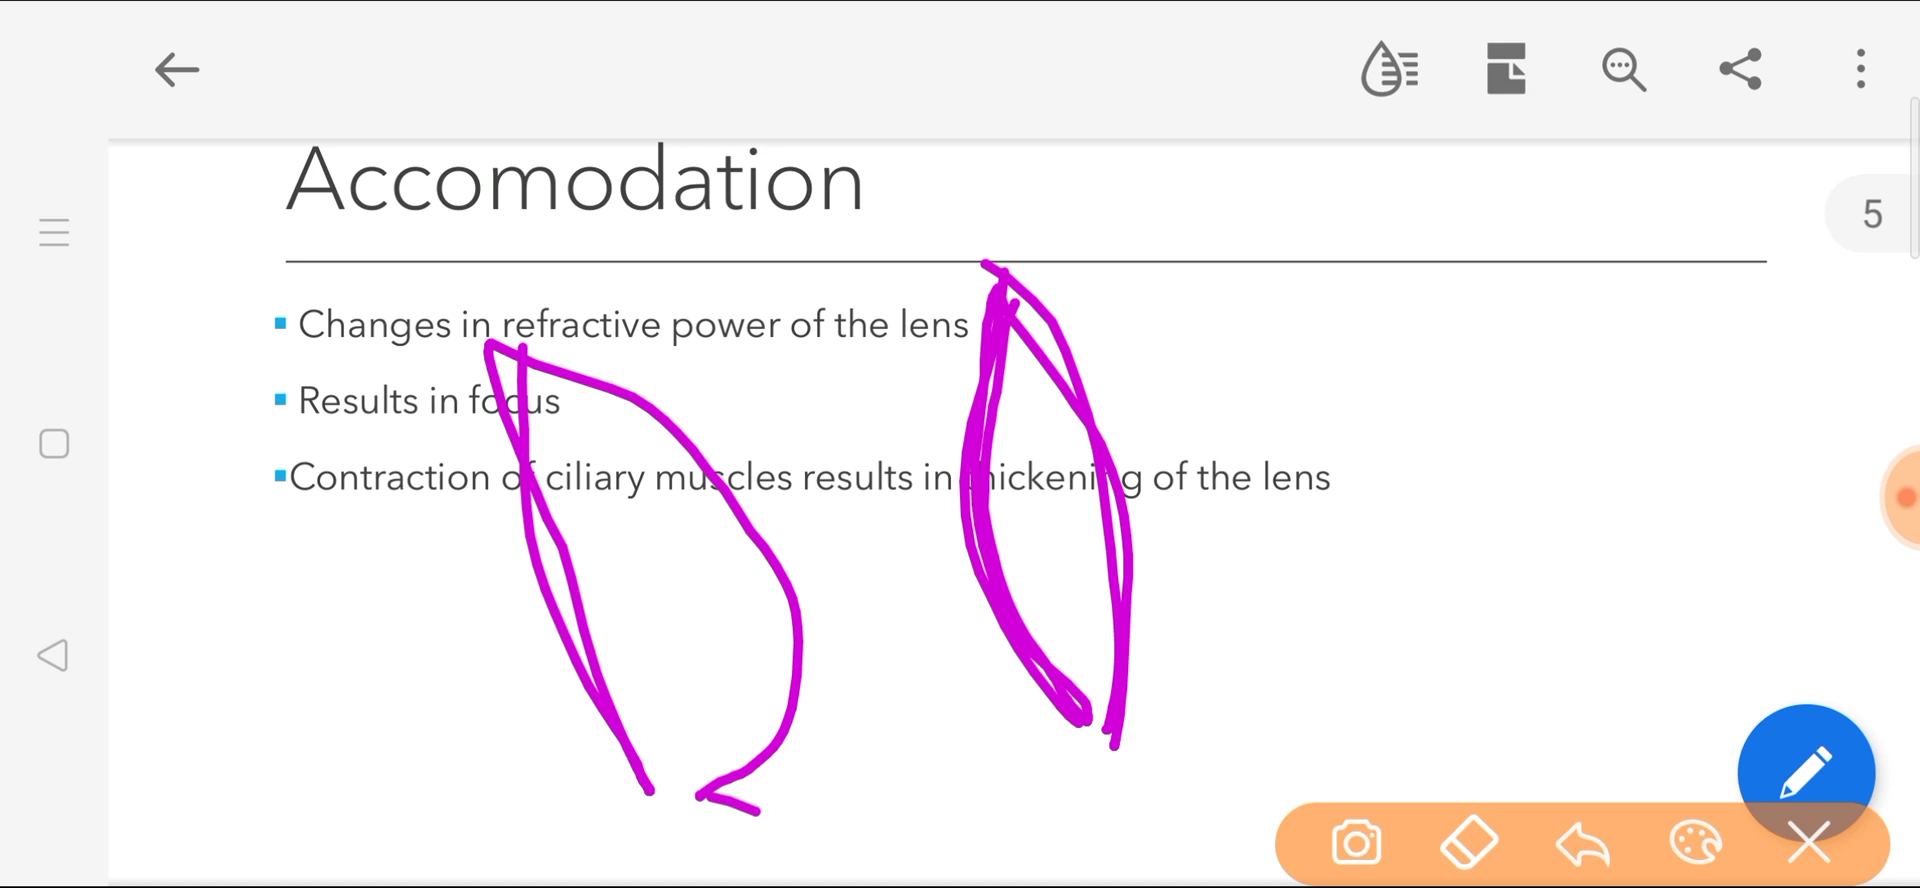 Accomodation
5
Changes in refractive power of the lens
Results in focus
Contraction of ciliary muscles results in thickening of the lens